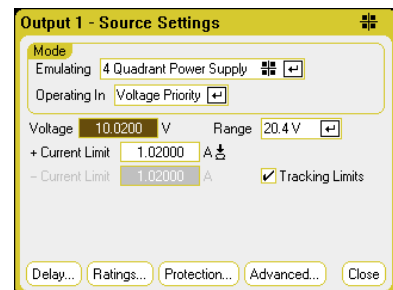 Output 1 - Source Settings
Mode
Emulating 4 Quadrant Power Supply
Operating In Voltage Priority
Voltage 10.0200 V Range 20.4 V
+ Current Limit 1.02000 A
- Current Limit 1.02000 A Tracking Limits
Delay... Ratings... Protection... Advanced... Close